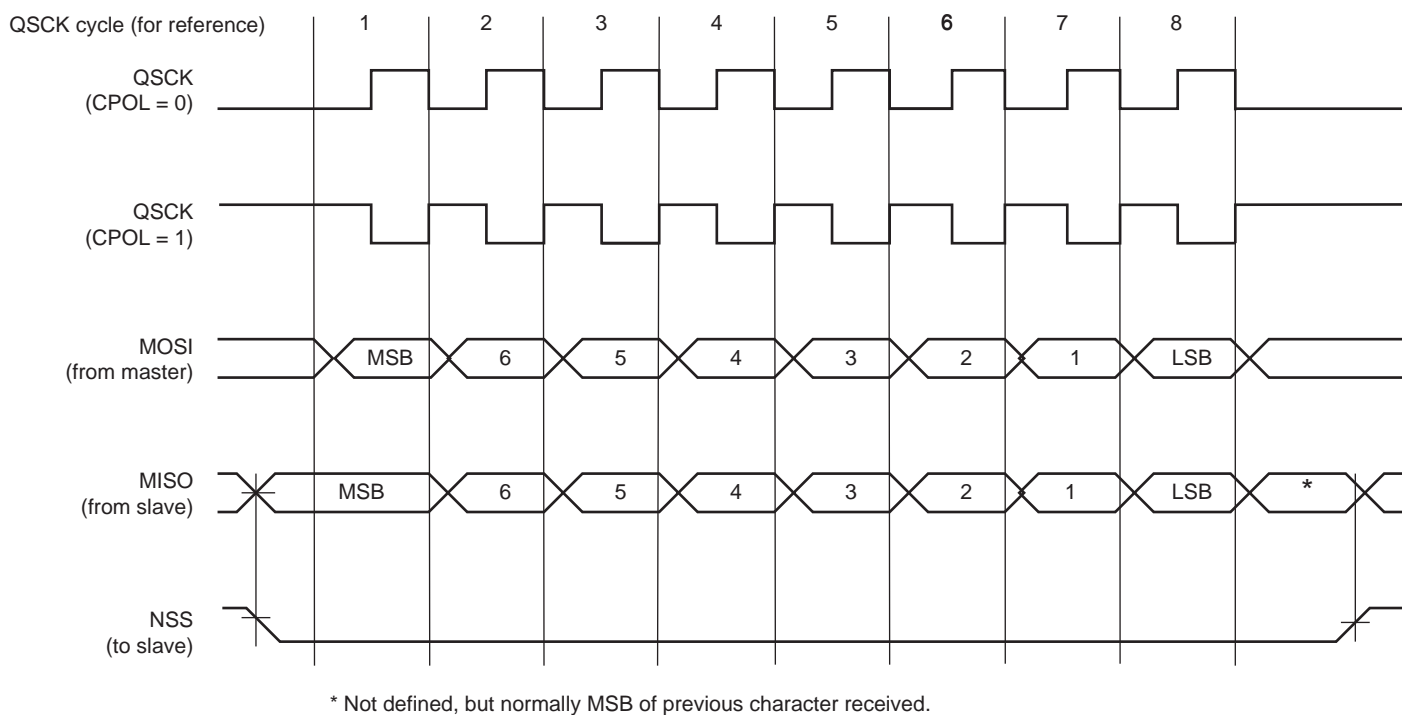 QSCK cycle (for reference) 1 2 3 4 5 6 7 8
QSCK
(CPOL = 0)
QSCK
(CPOL = 1)
MOSI
(from master)
MSB 6 5 4 3 2 1 LSB
MISO
(from slave)
MSB 6 5 4 3 2 1 LSB *
NSS
(to slave)
* Not defined, but normally MSB of previous character received.